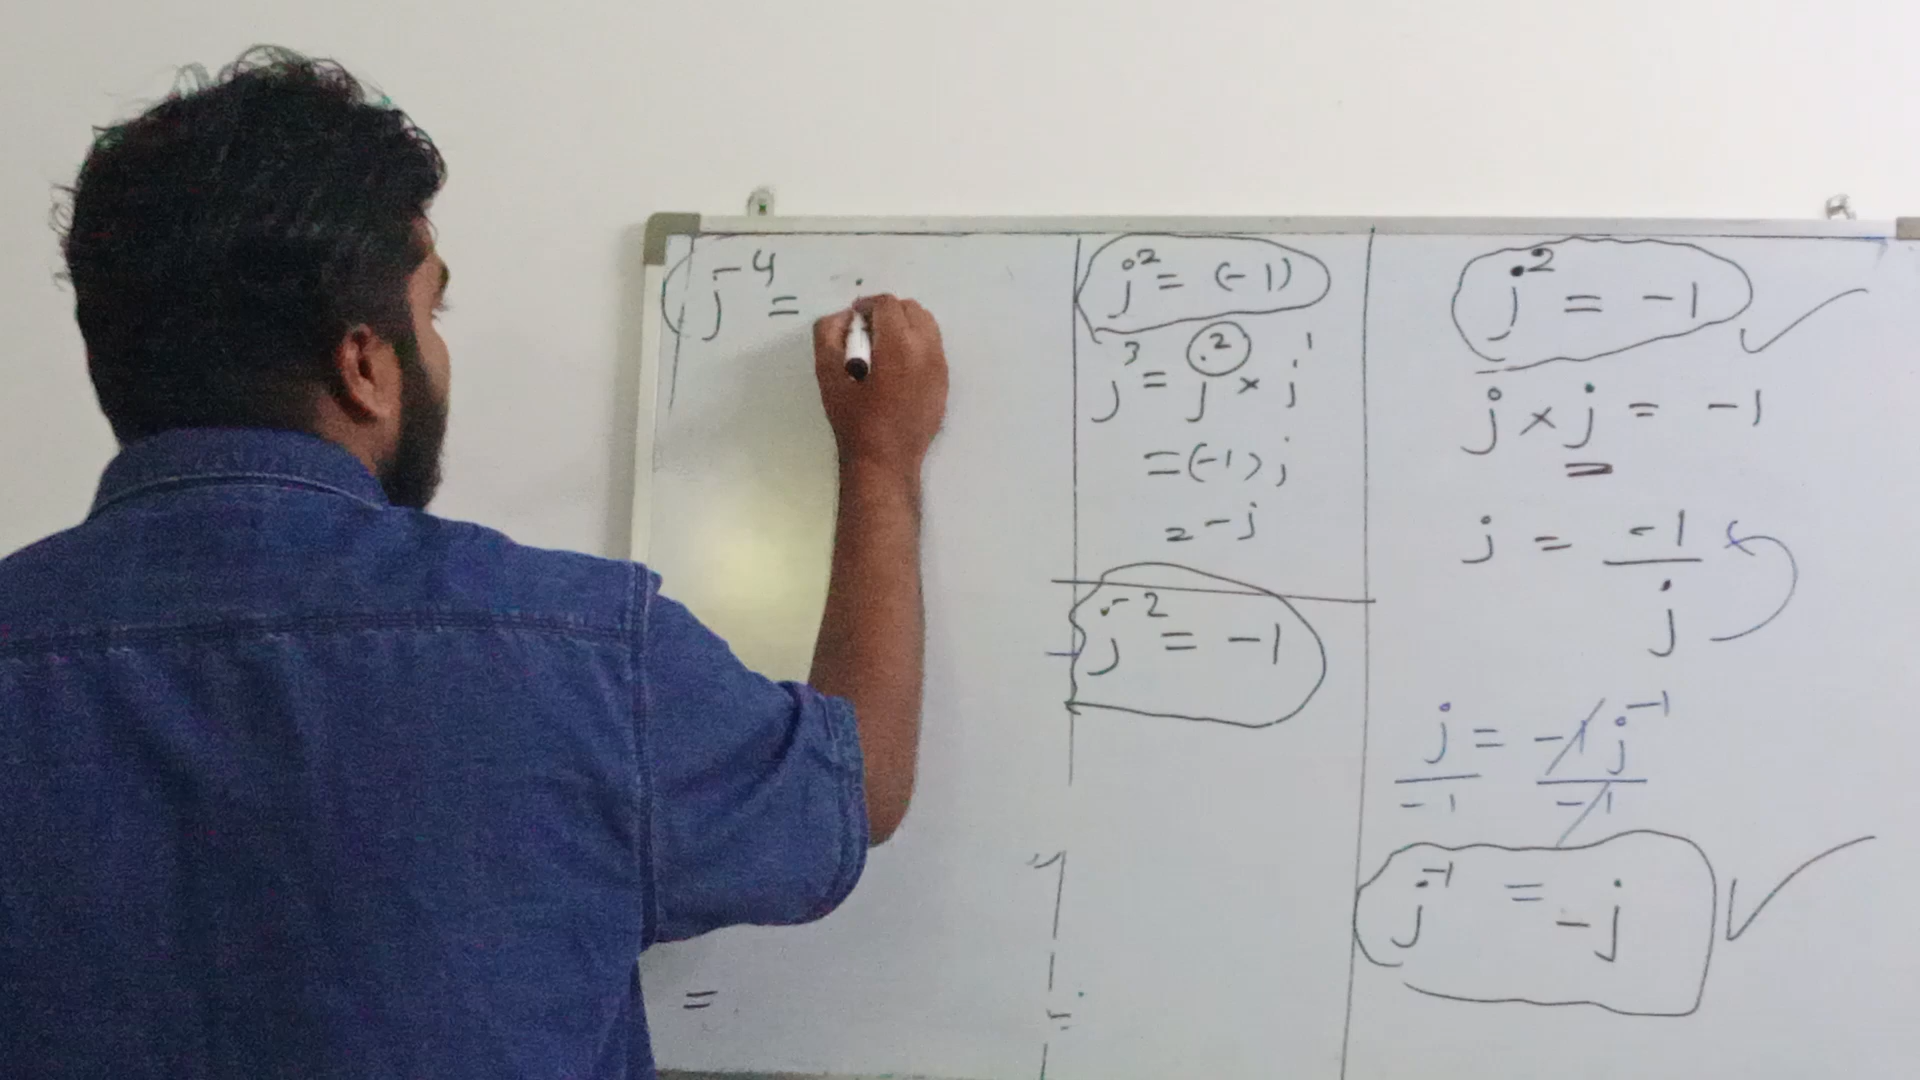 j⁻⁴ =
=
j² = (-1)
j³ = j² × j¹
= (-1) j
= -j
j⁻² = -1
j² = -1
j × j = -1
j = -1/j
j/-1 = -1 j⁻¹/-1
j⁻¹ = -j